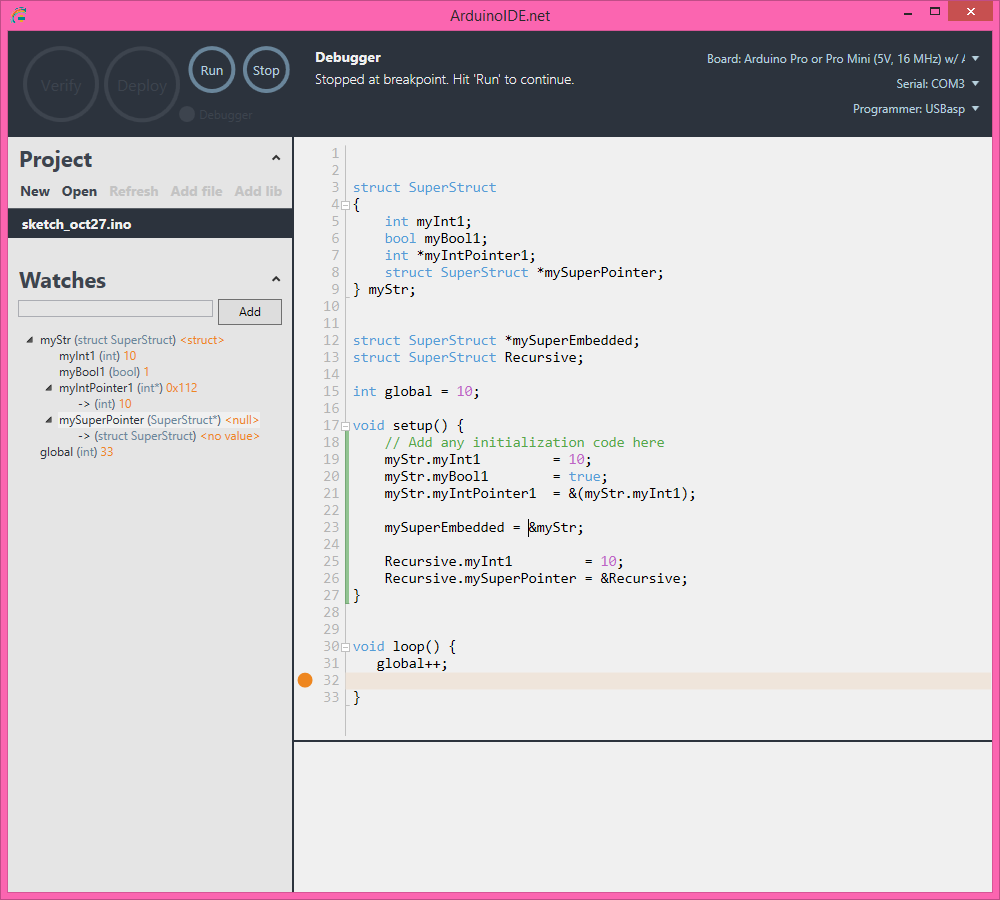 ArduinoIDE.net
Verify
Deploy
Run
Stop
Debugger
Debugger
Stopped at breakpoint. Hit 'Run' to continue.
Board: Arduino Pro or Pro Mini (5V, 16 MHz) w/
Serial: COM3
Programmer: USBasp
Project
New Open Refresh Add file Add lib
sketch_oct27.ino
Watches
Add
myStr (struct SuperStruct) <struct>
myInt1 (int) 10
myBool1 (bool) 1
myIntPointer1 (int*) 0x112
-> (int) 10
mySuperPointer (SuperStruct*) <null>
-> (struct SuperStruct) <no value>
global (int) 33
1
2
3 struct SuperStruct
4 {
5 int myInt1;
6 bool myBool1;
7 int *myIntPointer1;
8 struct SuperStruct *mySuperPointer;
9 } myStr;
10
11
12 struct SuperStruct *mySuperEmbedded;
13 struct SuperStruct Recursive;
14
15 int global = 10;
16
17 void setup() {
18 // Add any initialization code here
19 myStr.myInt1 = 10;
20 myStr.myBool1 = true;
21 myStr.myIntPointer1 = &(myStr.myInt1);
22
23 mySuperEmbedded = &myStr;
24
25 Recursive.myInt1 = 10;
26 Recursive.mySuperPointer = &Recursive;
27 }
28
29
30 void loop() {
31 global++;
32
33 }